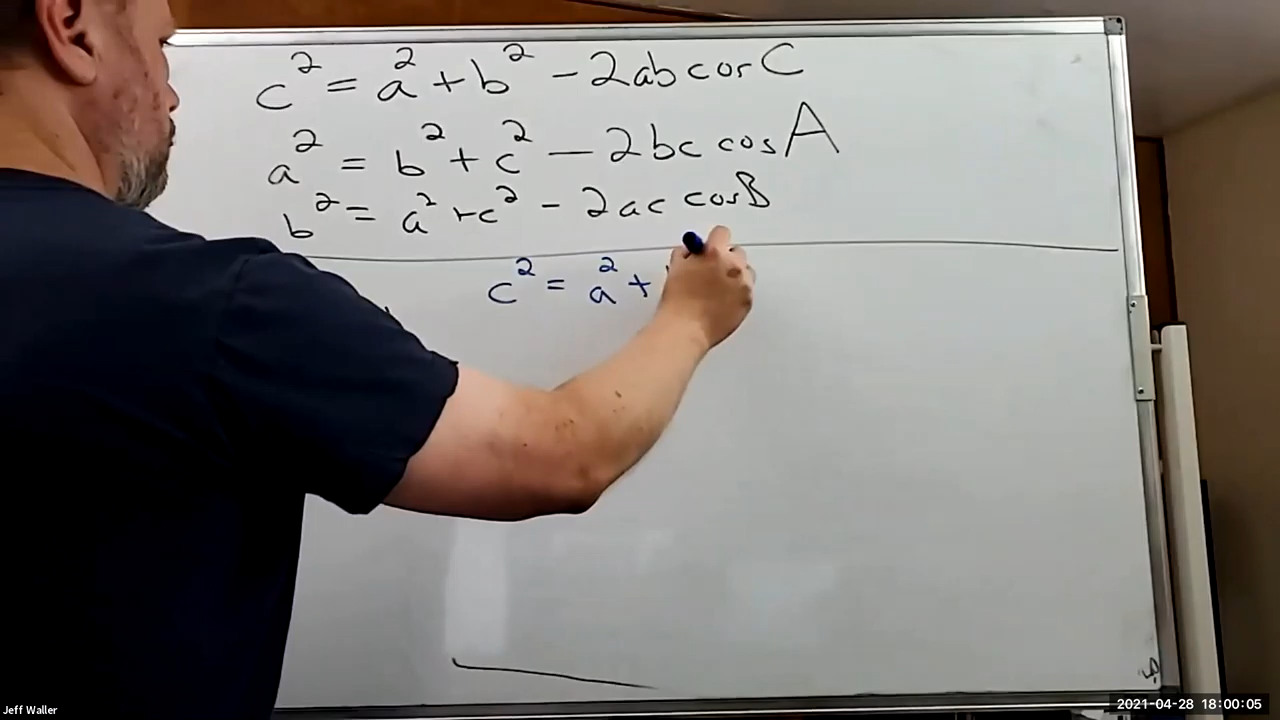 c² = a² + b² - 2ab cos C
a² = b² + c² - 2bc cos A
b² = a² + c² - 2ac cos B
c² = a² +
Jeff Waller
2021-04-28 18:00:05